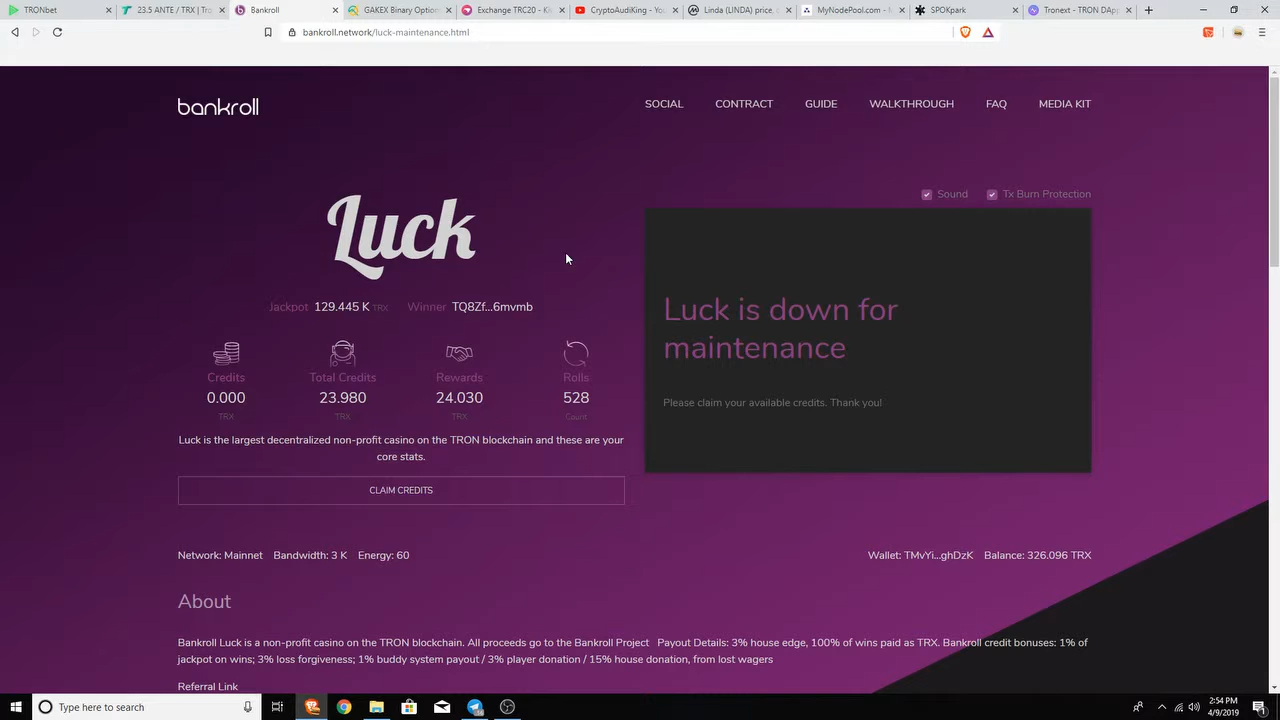 TRONbet
23.5 ANTE / TRX | Tro
Bankroll
GAKEX Binary Option
Exchange TRC20 - K
CryptoAudiKing - You
Linda (LINDA) price, c
MyNodePool.com - N
SPOKpark
Tronext - TRON DApp
bankroll.network/luck-maintenance.html
bankroll
SOCIAL CONTRACT GUIDE WALKTHROUGH FAQ MEDIA KIT
Sound Tx Burn Protection
Luck
Jackpot 129.445 K TRX Winner TQ8Zf...6mvmb
Luck is down for
maintenance
Please claim your available credits. Thank you!
Credits Total Credits Rewards Rolls
0.000 23.980 24.030 528
TRX TRX TRX Count
Luck is the largest decentralized non-profit casino on the TRON blockchain and these are your
core stats.
CLAIM CREDITS
Network: Mainnet Bandwidth: 3 K Energy: 60
Wallet: TMvYi...ghDzK Balance: 326.096 TRX
About
Bankroll Luck is a non-profit casino on the TRON blockchain. All proceeds go to the Bankroll Project Payout Details: 3% house edge, 100% of wins paid as TRX. Bankroll credit bonuses: 1% of
jackpot on wins; 3% loss forgiveness; 1% buddy system payout / 3% player donation / 15% house donation, from lost wagers
Referral Link
Type here to search
2:54 PM
4/9/2019